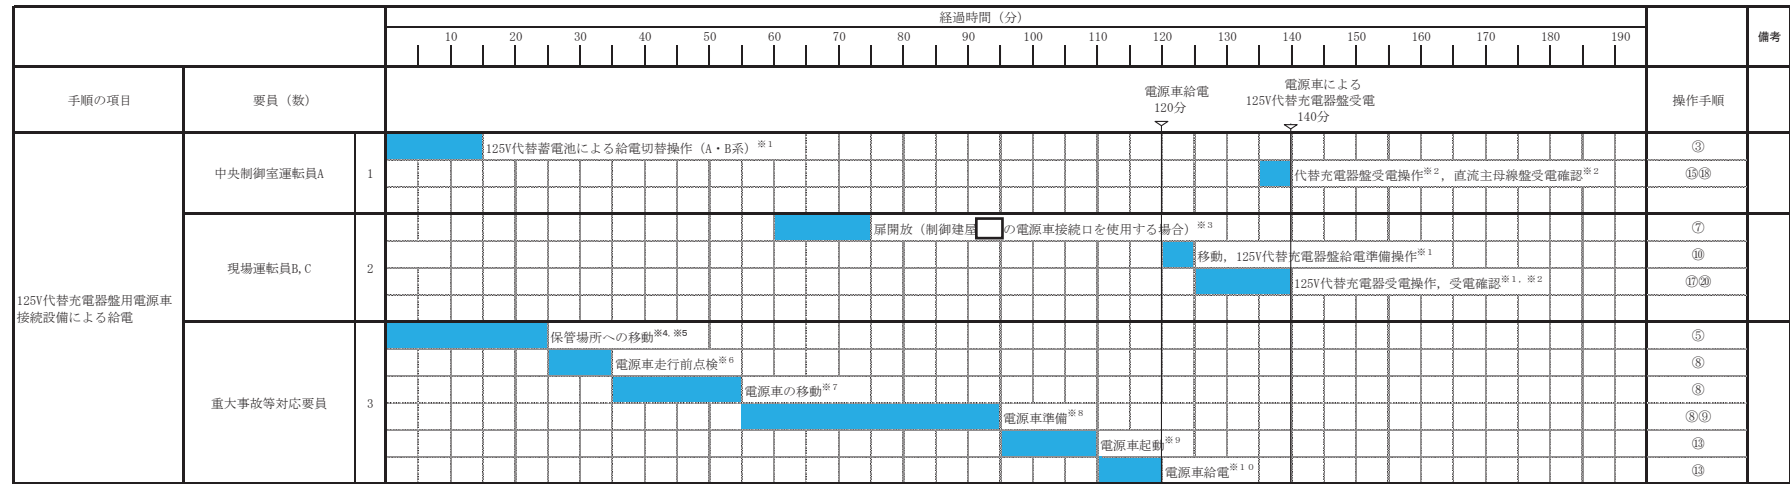 経過時間（分）
10 20 30 40 50 60 70 80 90 100 110 120 130 140 150 160 170 180 190
備考
手順の項目
要員（数）
電源車給電
120分
電源車による
125V代替充電器盤受電
140分
操作手順
125V代替充電器盤用電源車
接続設備による給電
中央制御室運転員A
1
125V代替蓄電池による給電切替操作（A・B系）※1
③
代替充電器盤受電操作※2，直流主母線盤受電確認※2
⑮⑱
現場運転員B,C
2
扉開放（制御建屋 の電源車接続口を使用する場合）※3
⑦
移動，125V代替充電器盤給電準備操作※1
⑩
125V代替充電器受電操作，受電確認※1，※2
⑰⑳
重大事故等対応要員
3
保管場所への移動※4，※5
⑤
電源車走行前点検※6
⑧
電源車の移動※7
⑧
電源車準備※8
⑧⑨
電源車起動※9
⑬
電源車給電※10
⑬